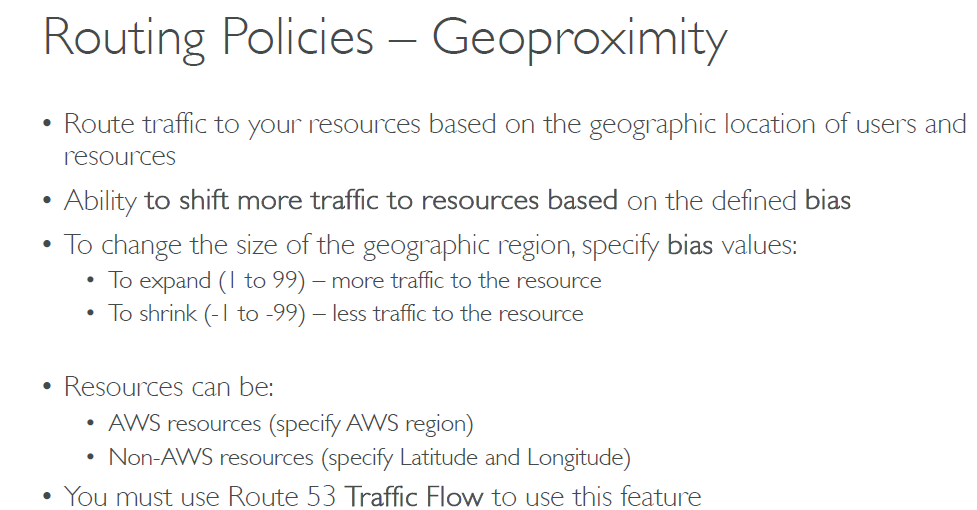 Routing Policies – Geoproximity
• Route traffic to your resources based on the geographic location of users and
resources
• Ability to shift more traffic to resources based on the defined bias
• To change the size of the geographic region, specify bias values:
• To expand (1 to 99) – more traffic to the resource
• To shrink (-1 to -99) – less traffic to the resource
• Resources can be:
• AWS resources (specify AWS region)
• Non-AWS resources (specify Latitude and Longitude)
• You must use Route 53 Traffic Flow to use this feature